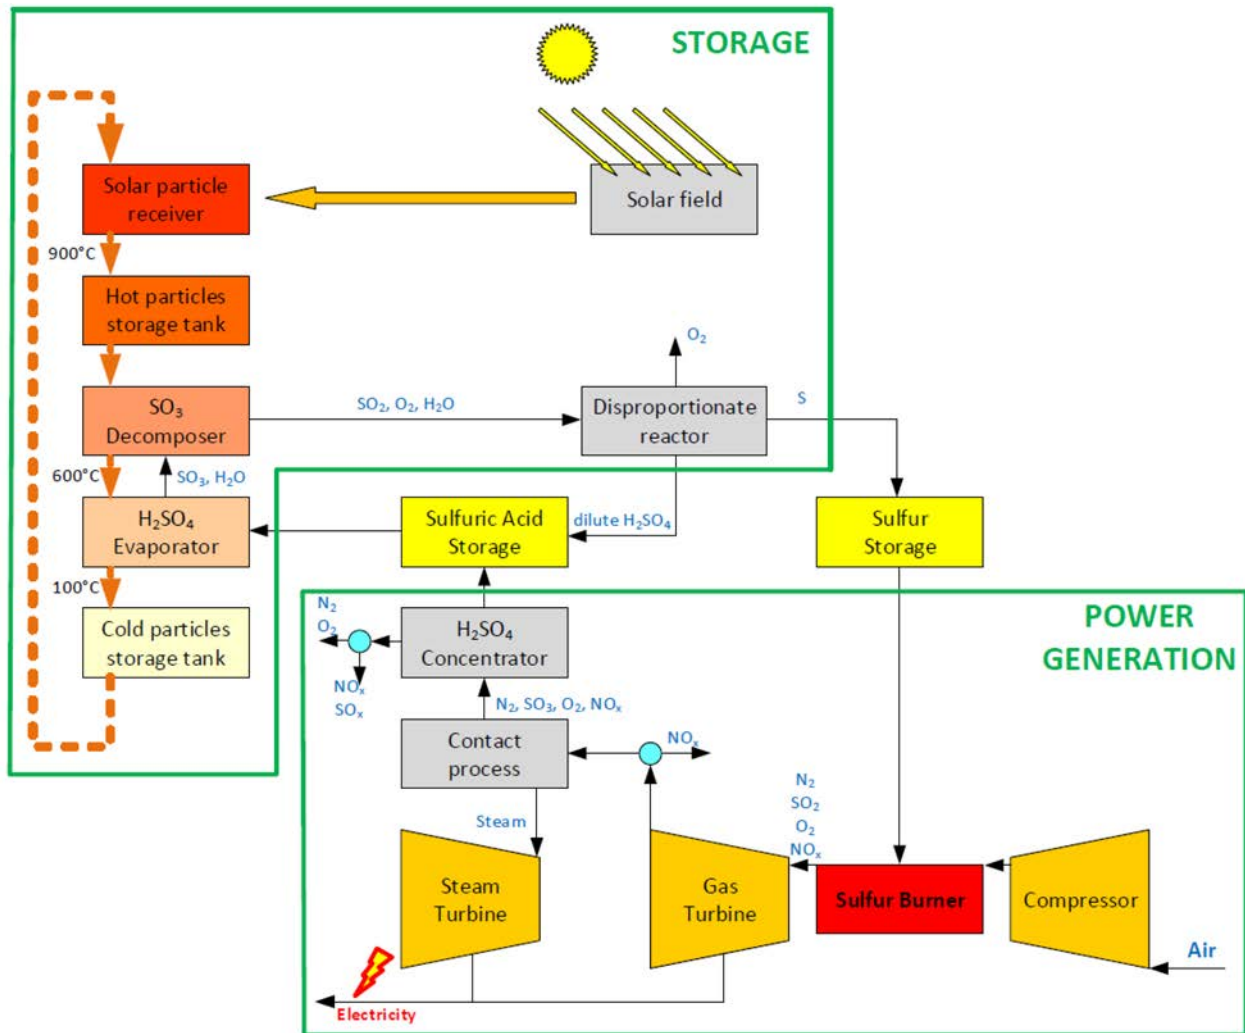 STORAGE
Solar particle
receiver
Solar field
900°C
Hot particles
storage tank
O₂
SO₃
Decomposer
SO₂, O₂, H₂O
Disproportionate
reactor
S
600°C
SO₃, H₂O
H₂SO₄
Evaporator
Sulfuric Acid
Storage
dilute H₂SO₄
Sulfur
Storage
100°C
Cold particles
storage tank
N₂
O₂
NOₓ
SOₓ
H₂SO₄
Concentrator
POWER
GENERATION
N₂, SO₃, O₂, NOₓ
Contact
process
NOₓ
Steam
N₂
SO₂
O₂
NOₓ
Steam
Turbine
Gas
Turbine
Sulfur Burner
Compressor
Air
Electricity